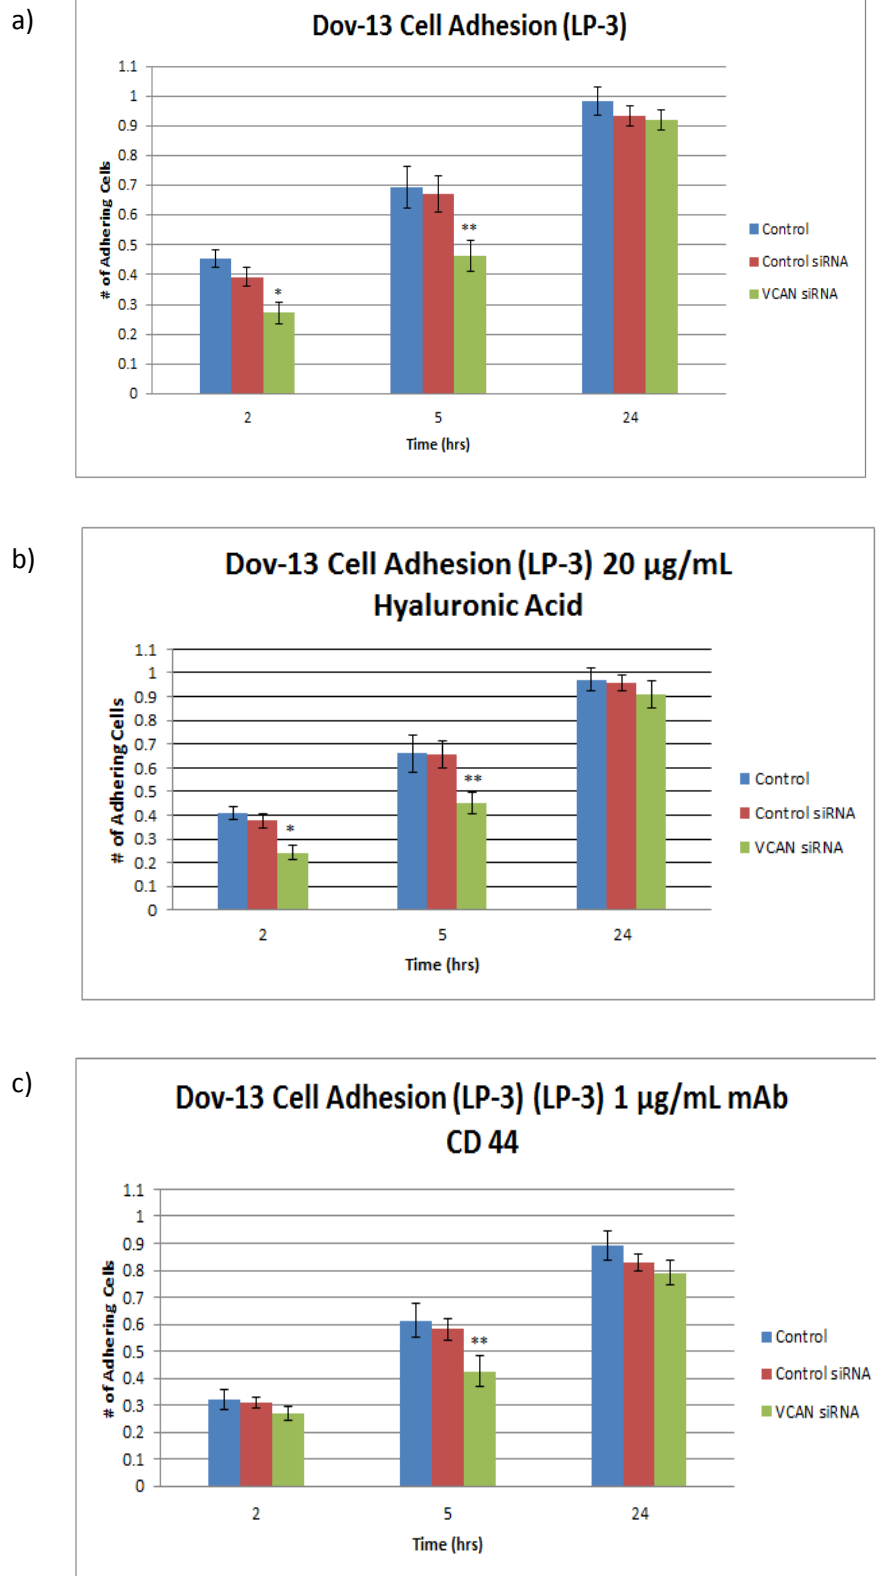 a)
Dov-13 Cell Adhesion (LP-3)
# of Adhering Cells
1.1
1
0.9
0.8
0.7
0.6
0.5
0.4
0.3
0.2
0.1
0
*
**
2
5
24
Time (hrs)
Control
Control siRNA
VCAN siRNA
b)
Dov-13 Cell Adhesion (LP-3) 20 µg/mL
Hyaluronic Acid
# of Adhering Cells
1.1
1
0.9
0.8
0.7
0.6
0.5
0.4
0.3
0.2
0.1
0
*
**
2
5
24
Time (hrs)
Control
Control siRNA
VCAN siRNA
c)
Dov-13 Cell Adhesion (LP-3) (LP-3) 1 µg/mL mAb
CD 44
# of Adhering Cells
1.1
1
0.9
0.8
0.7
0.6
0.5
0.4
0.3
0.2
0.1
0
**
2
5
24
Time (hrs)
Control
Control siRNA
VCAN siRNA